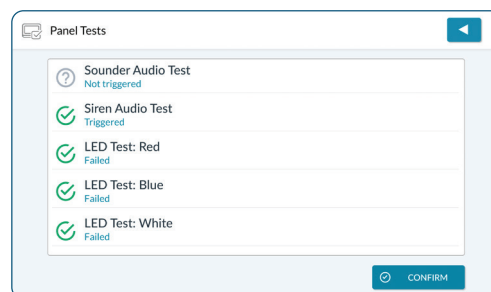 Panel Tests
Sounder Audio Test
Not triggered
Siren Audio Test
Triggered
LED Test: Red
Failed
LED Test: Blue
Failed
LED Test: White
Failed
CONFIRM